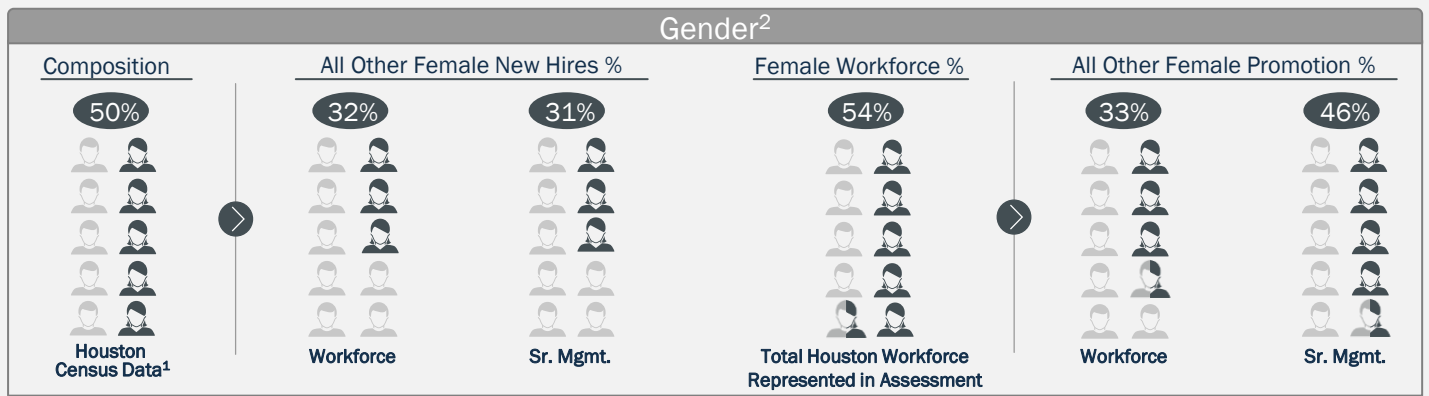 Gender²
Composition
All Other Female New Hires %
Female Workforce %
All Other Female Promotion %
50%
32%
31%
54%
33%
46%
Houston
Census Data¹
Workforce
Sr. Mgmt.
Total Houston Workforce
Represented in Assessment
Workforce
Sr. Mgmt.